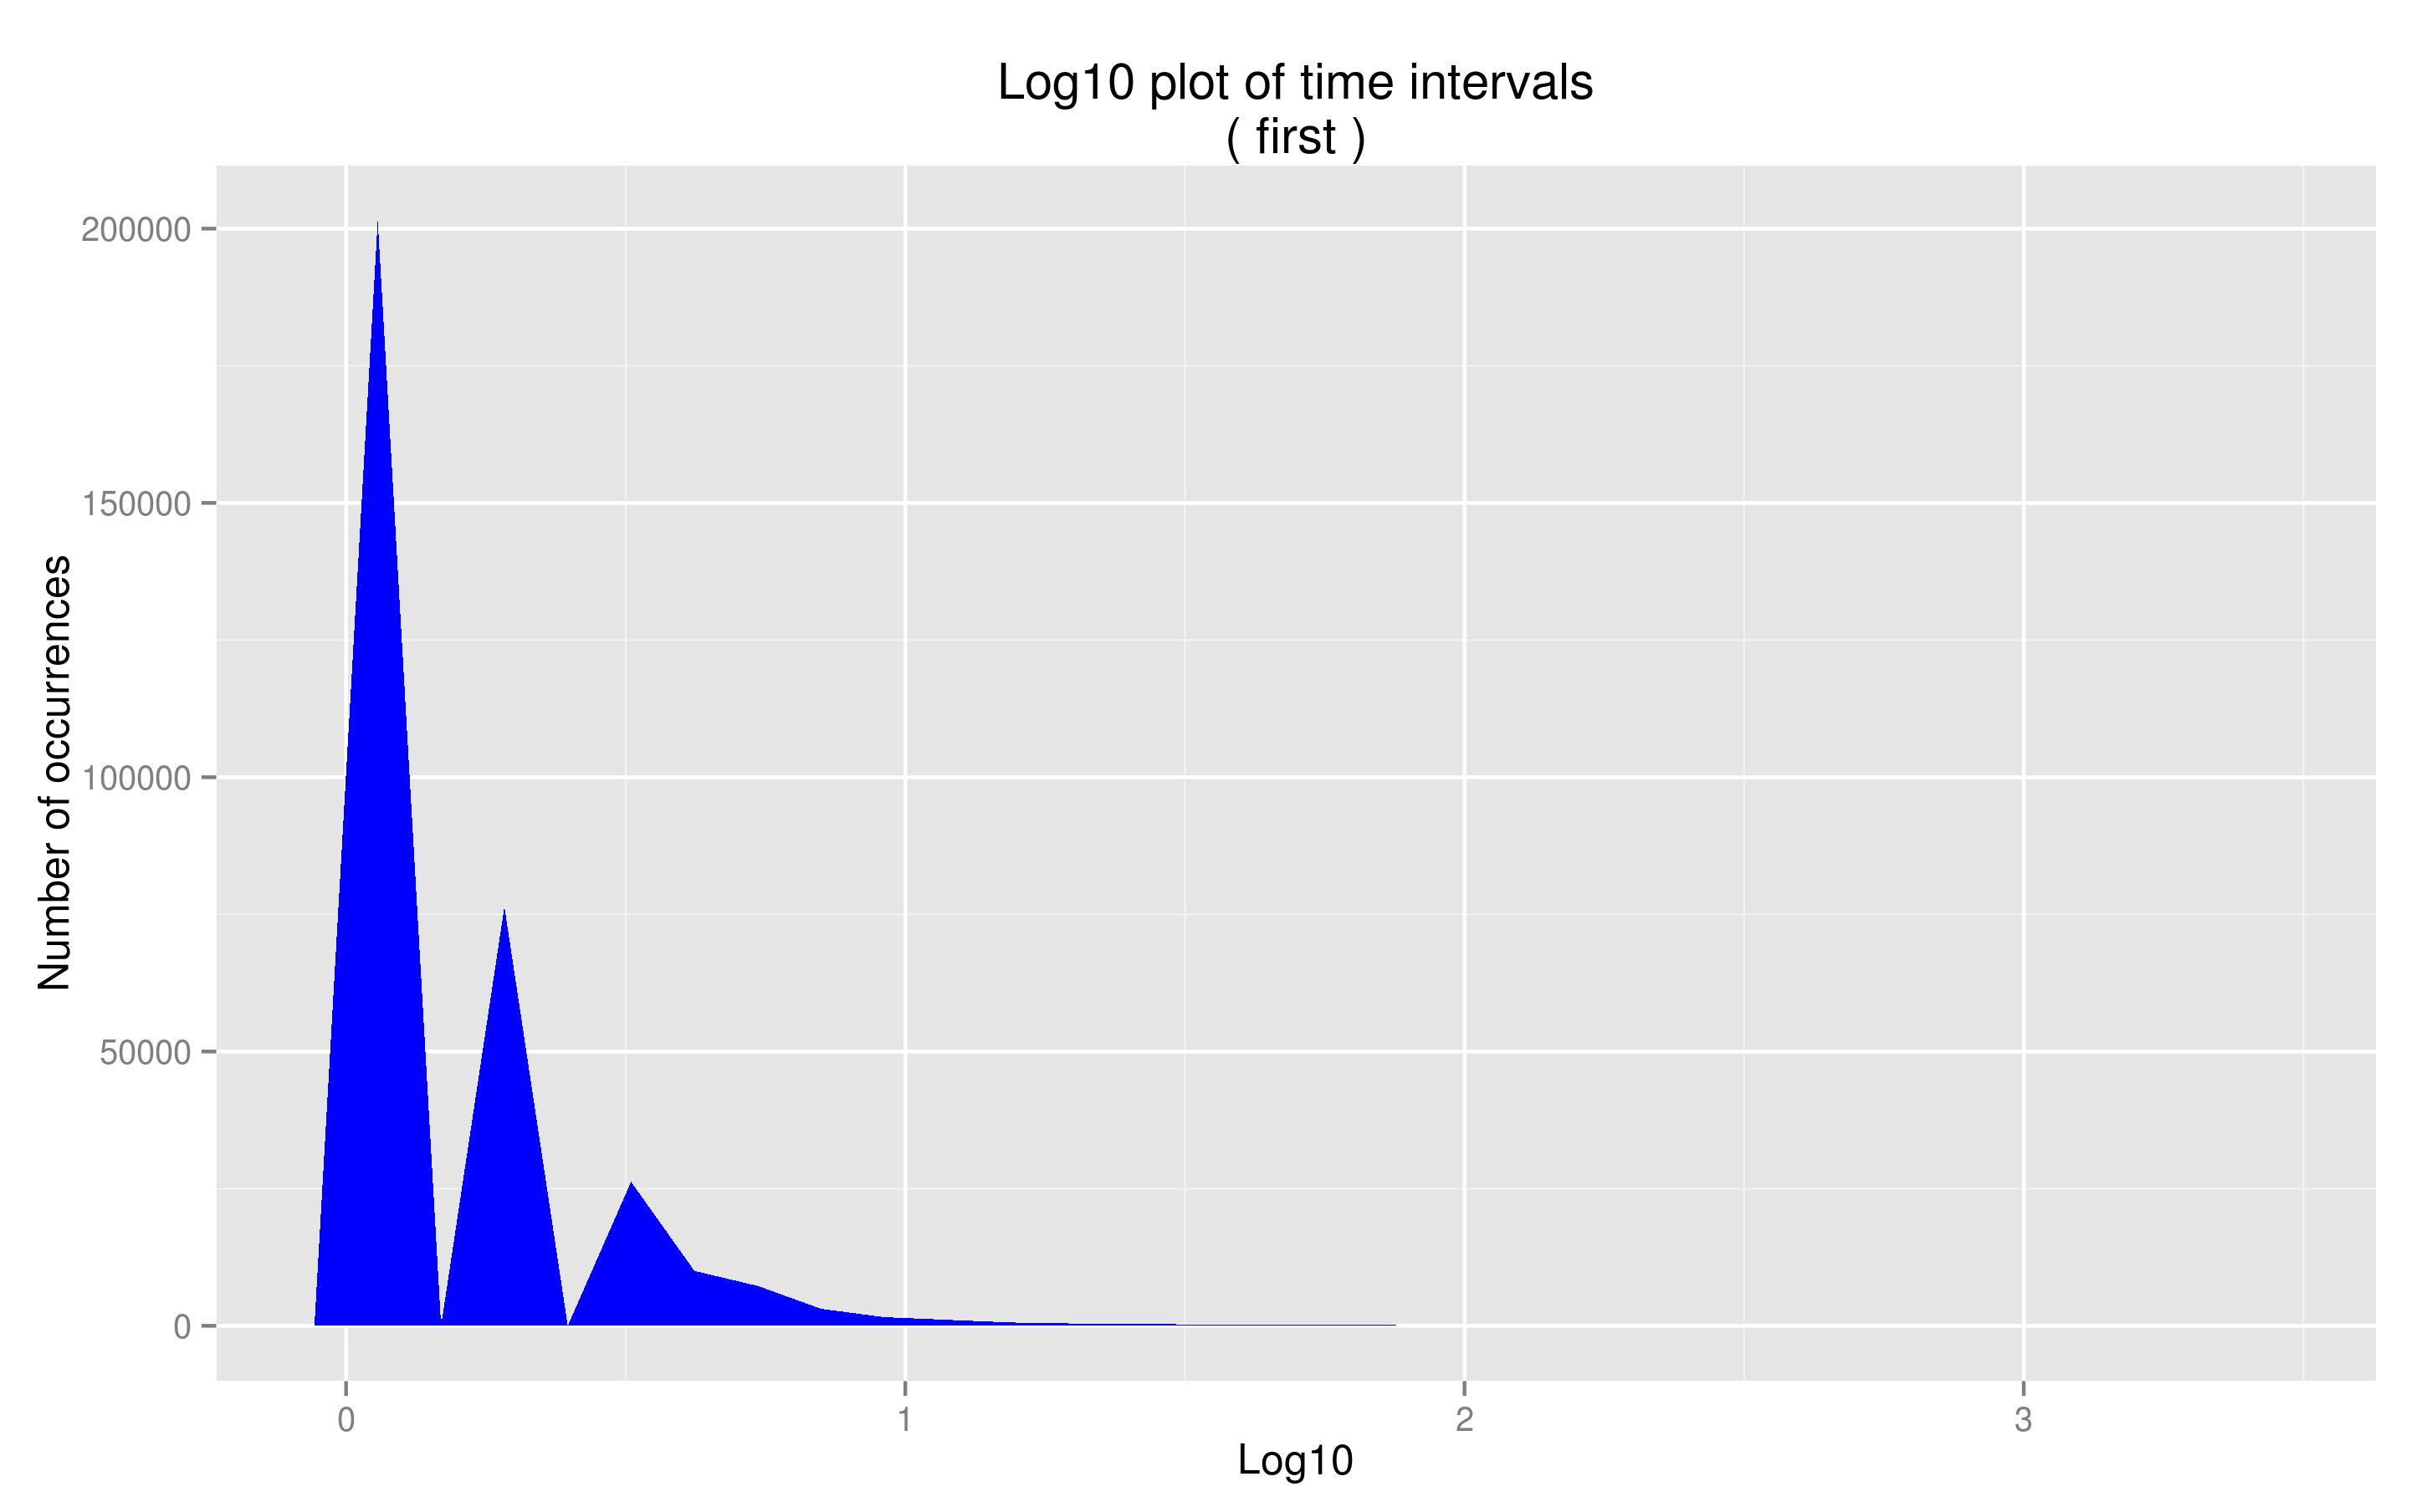 Log10 plot of time intervals
( first )
Number of occurrences
200000
150000
100000
50000
0
0
1
2
3
Log10